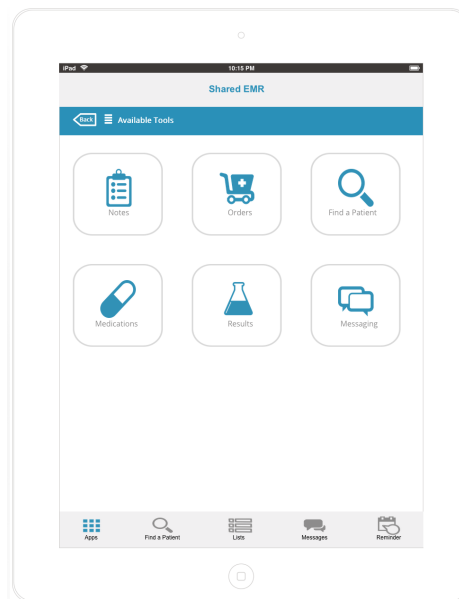 iPad 10:15 PM
Shared EMR
Back Available Tools
Notes Orders Find a Patient
Medications Results Messaging
Apps Find a Patient Lists Messages Reminder